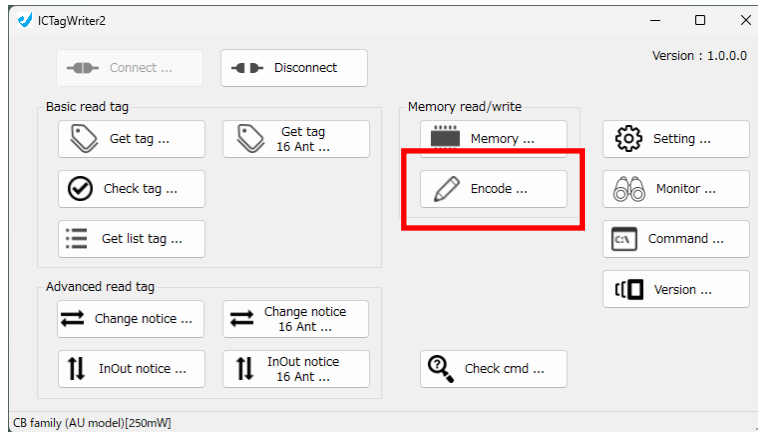 ICTagWriter2
Connect ...
Disconnect
Version : 1.0.0.0
Basic read tag
Get tag ...
Get tag
16 Ant ...
Check tag ...
Get list tag ...
Memory read/write
Memory ...
Encode ...
Setting ...
Monitor ...
C:\
Command ...
Version ...
Advanced read tag
Change notice ...
Change notice
16 Ant ...
InOut notice ...
InOut notice
16 Ant ...
Check cmd ...
CB family (AU model)[250mW]